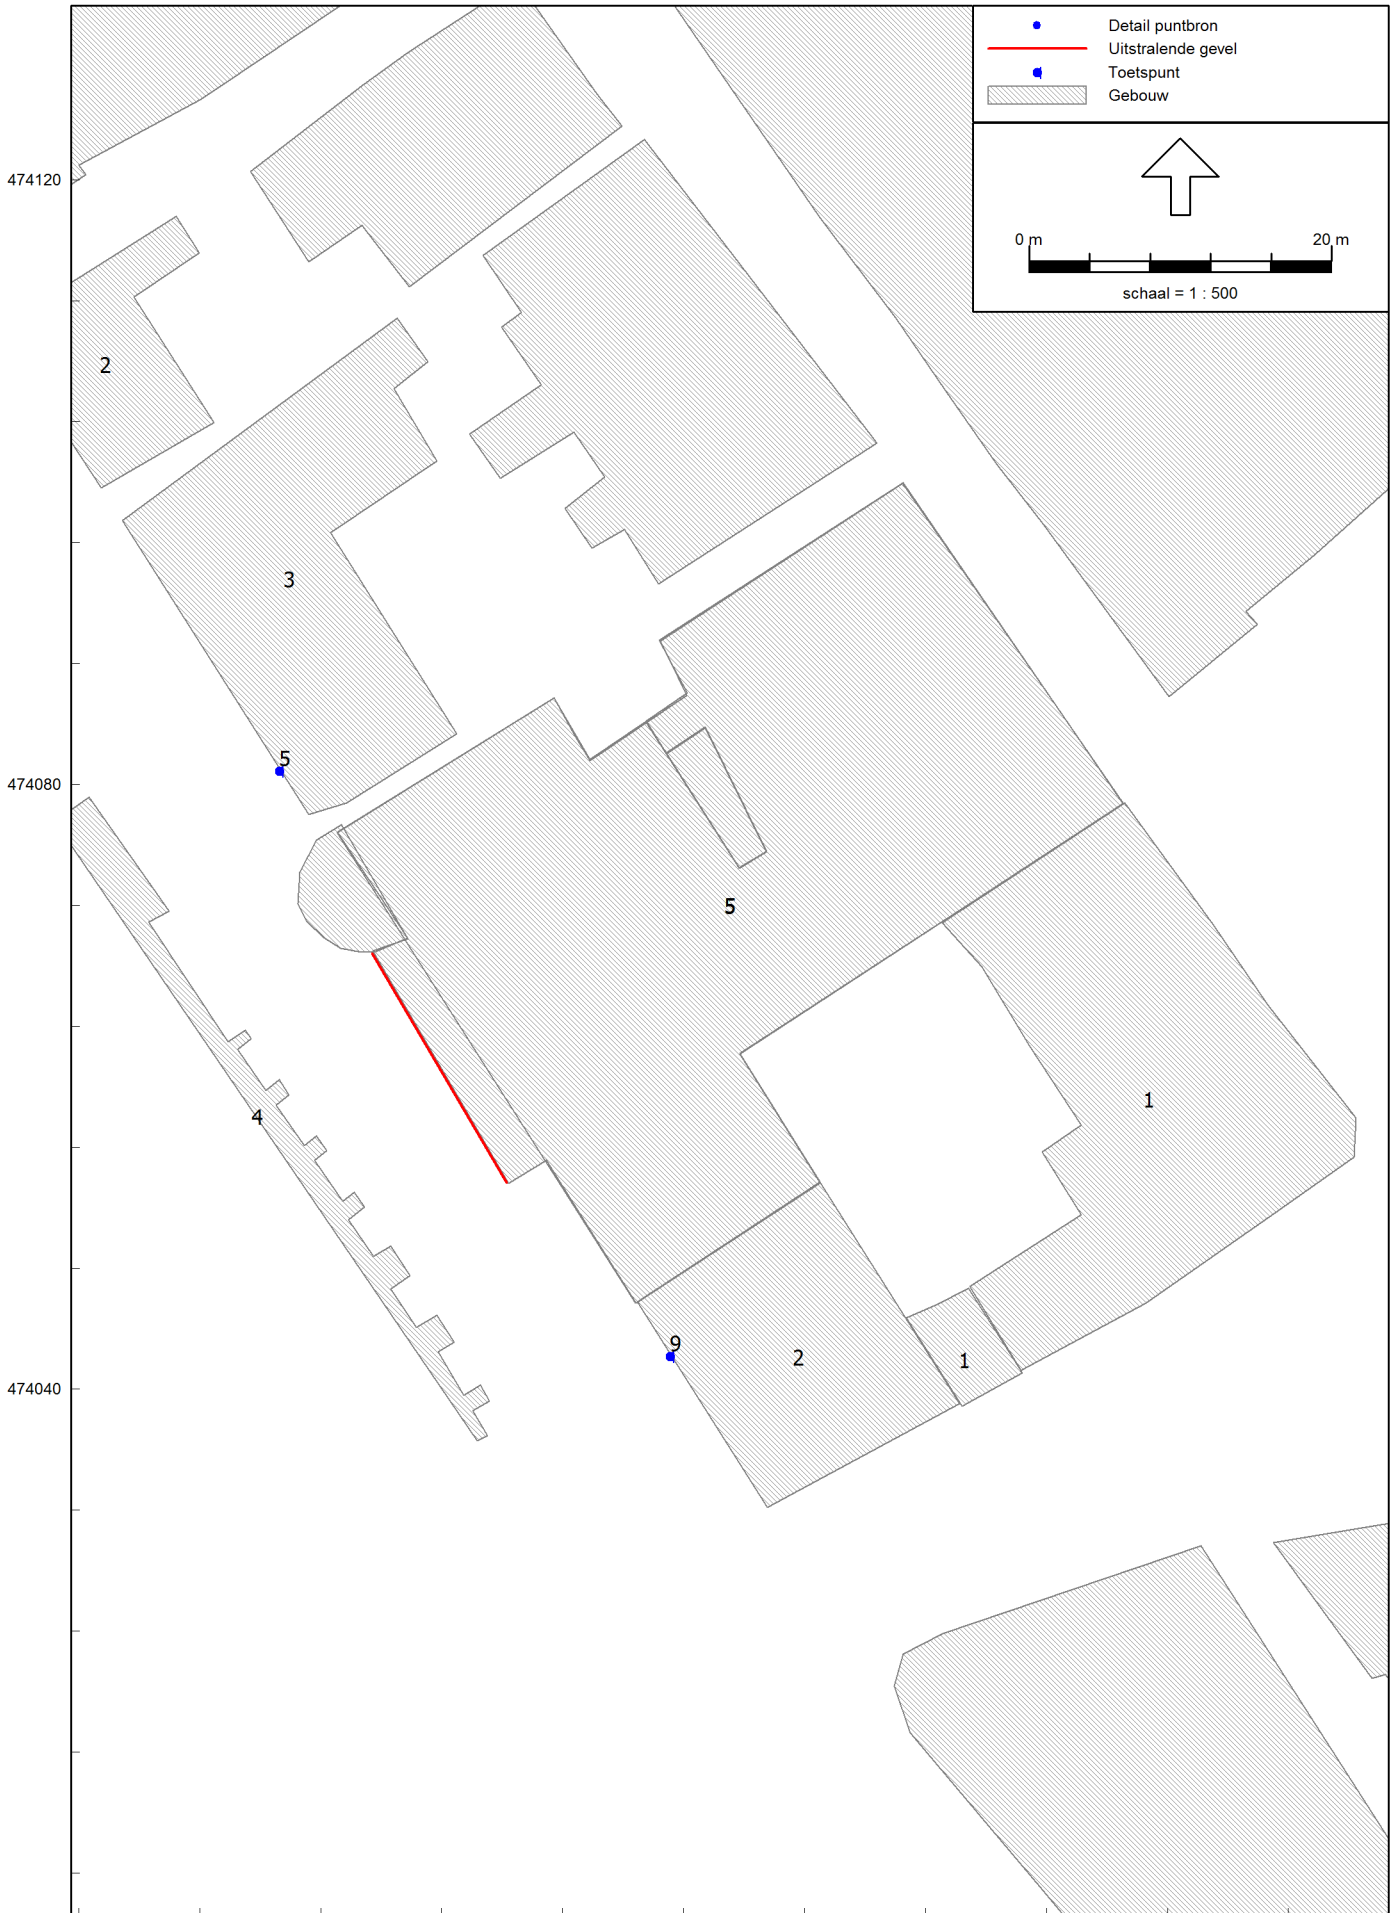 Detail puntbron
Uitstralende gevel
Toetspunt
Gebouw
474120
0 m 20 m
schaal = 1 : 500
2
3
5
474080
5
4
1
9
2
1
474040